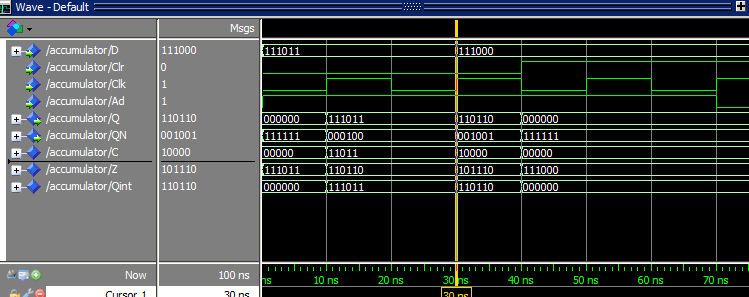 Wave - Default
Msgs
/accumulator/D 111000 111011 111000
/accumulator/Clr 0
/accumulator/Clk 1
/accumulator/Ad 1
/accumulator/Q 110110 000000 111011 110110 000000
/accumulator/QN 001001 111111 000100 001001 111111
/accumulator/C 10000 00000 11011 10000 00000
/accumulator/Z 101110 111011 110110 101110 111000
/accumulator/Qint 110110 000000 111011 110110 000000
Now 100 ns ns 10 ns 20 ns 30 ns 40 ns 50 ns 60 ns 70 ns
Cursor 1 30 ns 30 ns